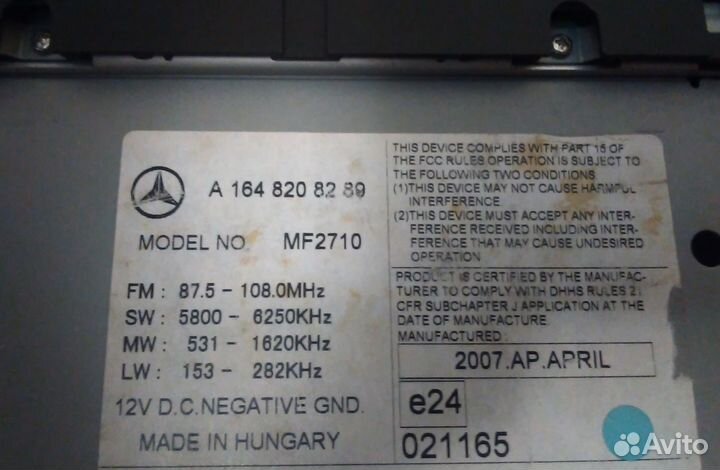 A 164 820 82 89
MODEL NO. MF2710
FM : 87.5 - 108.0MHz
SW : 5800 - 6250KHz
MW : 531 - 1620KHz
LW : 153 - 282KHz
12V D.C.NEGATIVE GND.
MADE IN HUNGARY
THIS DEVICE COMPLIES WITH PART 15 OF
THE FCC RULES OPERATION IS SUBJECT TO
THE FOLLOWING TWO CONDITIONS
(1)THIS DEVICE MAY NOT CAUSE HARMFUL
INTERFERENCE
(2)THIS DEVICE MUST ACCEPT ANY INTER-
FERENCE RECEIVED INCLUDING INTER-
FERENCE THAT MAY CAUSE UNDESIRED
OPERATION
PRODUCT IS CERTIFIED BY THE MANUFAC-
TURER TO COMPLY WITH DHHS RULES 21
CFR SUBCHAPTER J APPLICATION AT THE
DATE OF MANUFACTURE.
MANUFACTURED:
2007.AP.APRIL
e24
021165
Avito